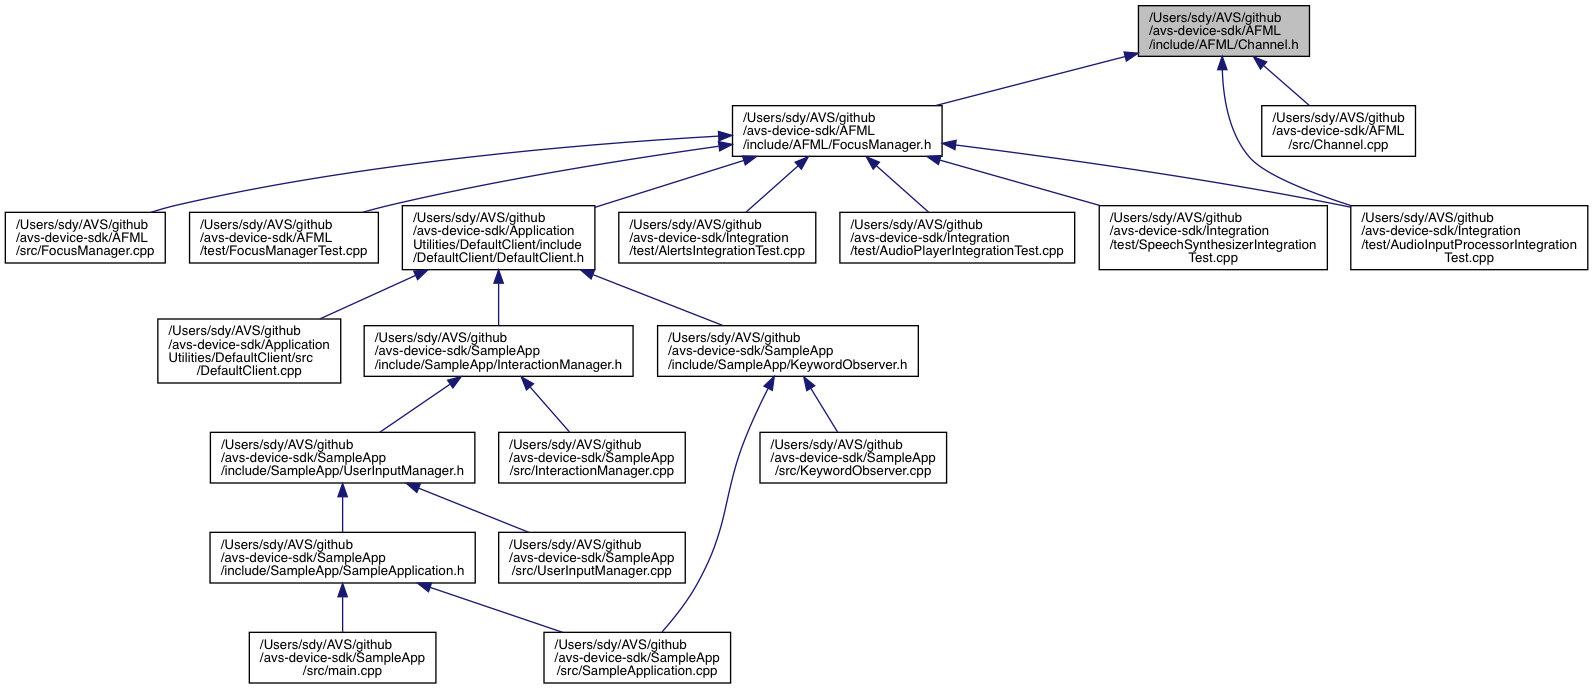 /Users/sdy/AVS/github
/avs-device-sdk/AFML
/include/AFML/Channel.h
/Users/sdy/AVS/github
/avs-device-sdk/AFML
/include/AFML/FocusManager.h
/Users/sdy/AVS/github
/avs-device-sdk/AFML
/src/Channel.cpp
/Users/sdy/AVS/github
/avs-device-sdk/AFML
/src/FocusManager.cpp
/Users/sdy/AVS/github
/avs-device-sdk/AFML
/test/FocusManagerTest.cpp
/Users/sdy/AVS/github
/avs-device-sdk/Application
Utilities/DefaultClient/include
/DefaultClient/DefaultClient.h
/Users/sdy/AVS/github
/avs-device-sdk/Integration
/test/AlertsIntegrationTest.cpp
/Users/sdy/AVS/github
/avs-device-sdk/Integration
/test/AudioPlayerIntegrationTest.cpp
/Users/sdy/AVS/github
/avs-device-sdk/Integration
/test/SpeechSynthesizerIntegration
Test.cpp
/Users/sdy/AVS/github
/avs-device-sdk/Integration
/test/AudioInputProcessorIntegration
Test.cpp
/Users/sdy/AVS/github
/avs-device-sdk/Application
Utilities/DefaultClient/src
/DefaultClient.cpp
/Users/sdy/AVS/github
/avs-device-sdk/SampleApp
/include/SampleApp/InteractionManager.h
/Users/sdy/AVS/github
/avs-device-sdk/SampleApp
/include/SampleApp/KeywordObserver.h
/Users/sdy/AVS/github
/avs-device-sdk/SampleApp
/include/SampleApp/UserInputManager.h
/Users/sdy/AVS/github
/avs-device-sdk/SampleApp
/src/InteractionManager.cpp
/Users/sdy/AVS/github
/avs-device-sdk/SampleApp
/src/KeywordObserver.cpp
/Users/sdy/AVS/github
/avs-device-sdk/SampleApp
/include/SampleApp/SampleApplication.h
/Users/sdy/AVS/github
/avs-device-sdk/SampleApp
/src/UserInputManager.cpp
/Users/sdy/AVS/github
/avs-device-sdk/SampleApp
/src/main.cpp
/Users/sdy/AVS/github
/avs-device-sdk/SampleApp
/src/SampleApplication.cpp